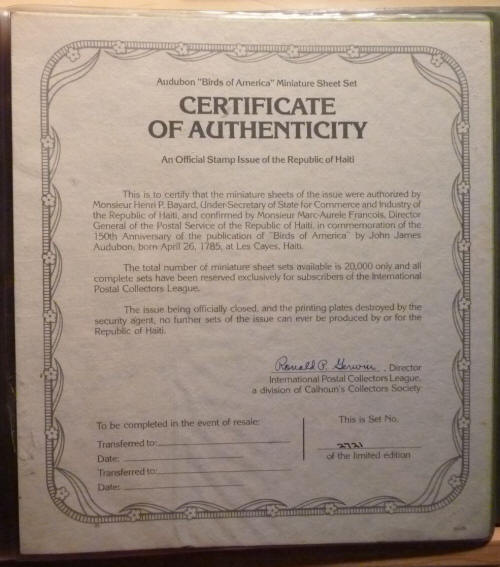 Audubon "Birds of America" Miniature Sheet Set
CERTIFICATE
OF AUTHENTICITY
An Official Stamp Issue of the Republic of Haiti
This is to certify that the miniature sheets of the issue were authorized by
Monsieur Henri P. Bayard, Under-Secretary of State for Commerce and Industry of
the Republic of Haiti, and confirmed by Monsieur Marc-Aurele Francois, Director
General of the Postal Service of the Republic of Haiti, in commemoration of the
150th Anniversary of the publication of "Birds of America" by John James
Audubon, born April 26, 1785, at Les Cayes, Haiti.
The total number of miniature sheet sets available is 20,000 only and all
complete sets have been reserved exclusively for subscribers of the International
Postal Collectors League.
The issue being officially closed, and the printing plates destroyed by the
security agent, no further sets of the issue can ever be produced by or for the
Republic of Haiti.
Ronald P. , Director
International Postal Collectors League,
a division of Calhoun's Collectors Society
To be completed in the event of resale:
Transferred to:
Date:
Transferred to:
Date:
This is Set No.
2721
of the limited edition